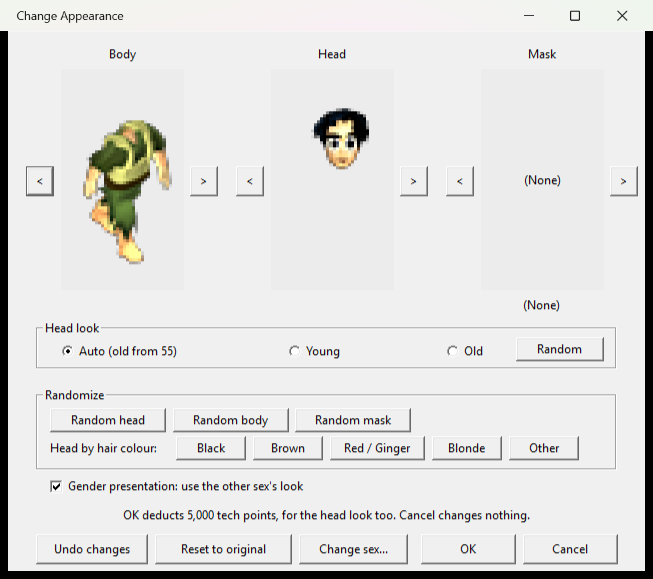 Change Appearance
Body Head Mask
< > < > < (None) >
(None)
Head look
Auto (old from 55) Young Old Random
Randomize
Random head Random body Random mask
Head by hair colour: Black Brown Red / Ginger Blonde Other
Gender presentation: use the other sex's look
OK deducts 5,000 tech points, for the head look too. Cancel changes nothing.
Undo changes Reset to original Change sex... OK Cancel